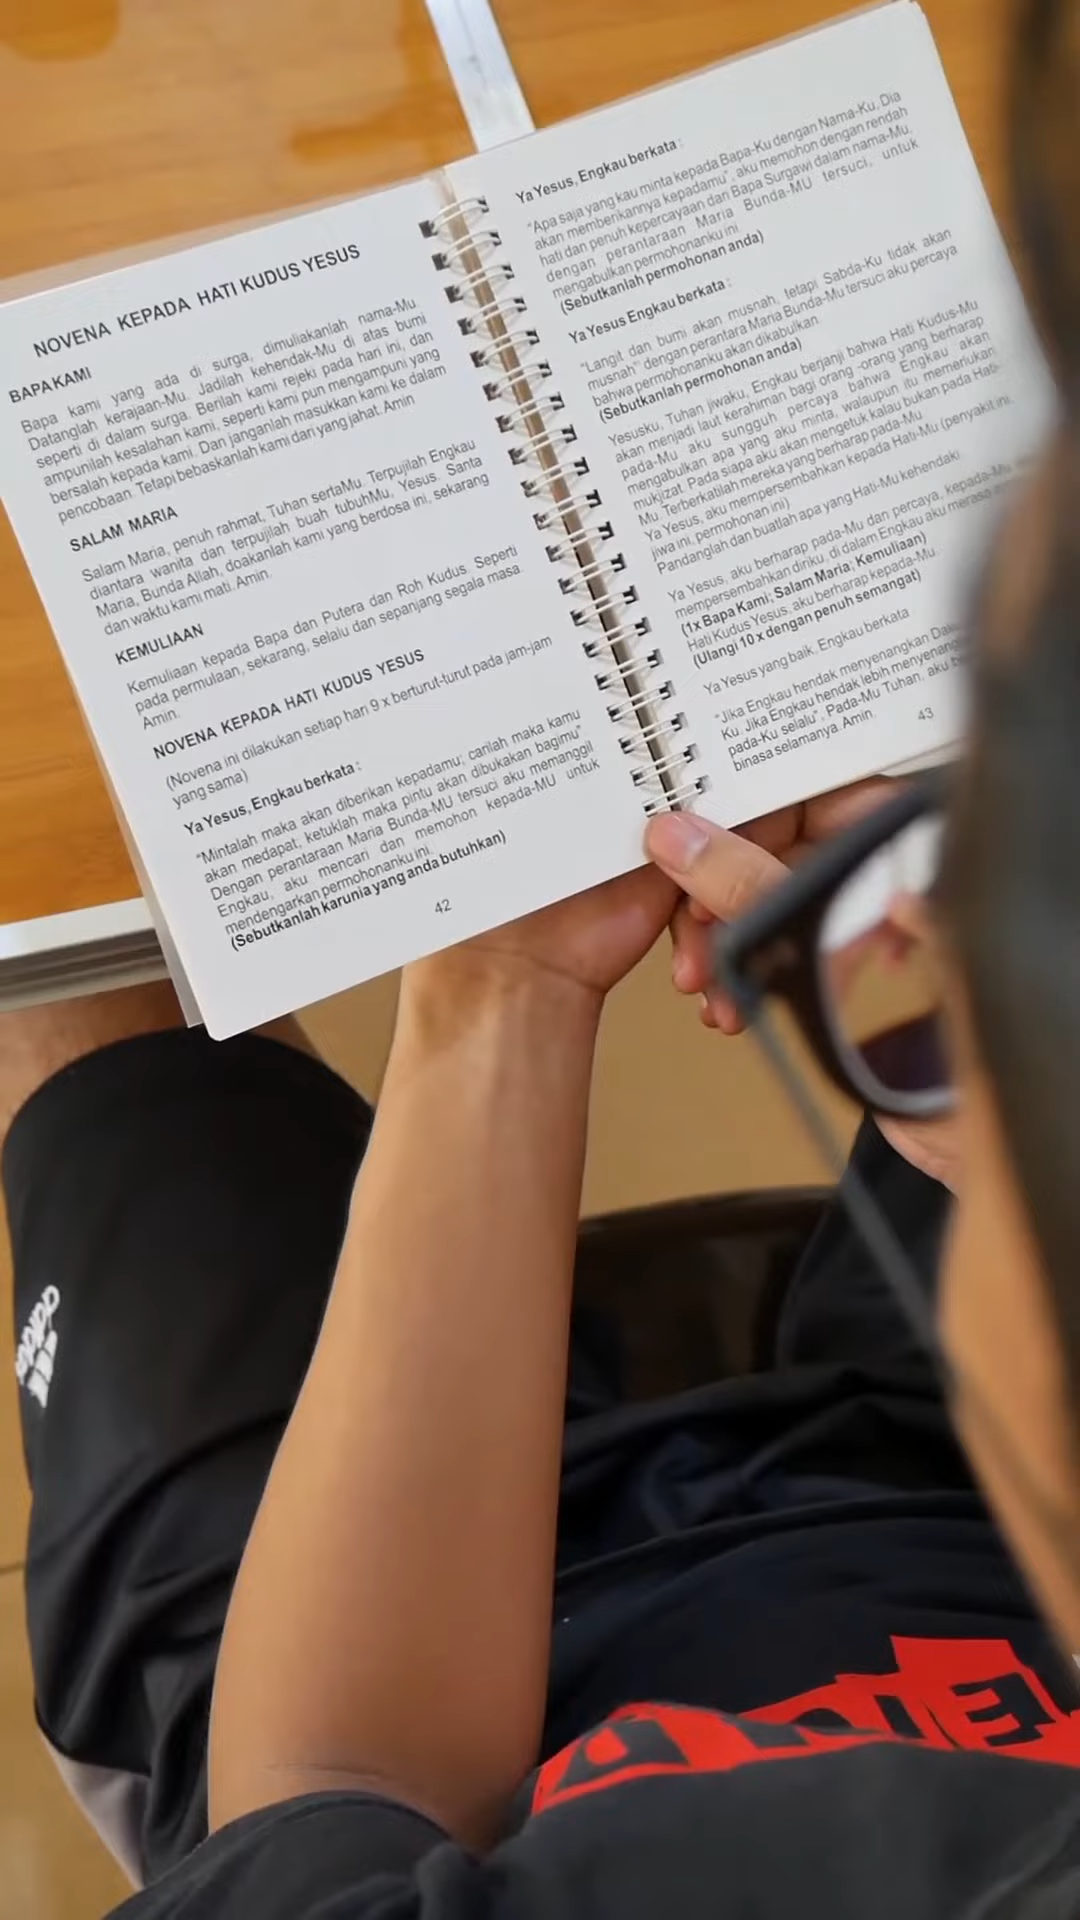 NOVENA KEPADA HATI KUDUS YESUS
BAPA KAMI
Bapa kami yang ada di surga, dimuliakanlah nama-Mu.
Datanglah kerajaan-Mu. Jadilah kehendak-Mu di atas bumi
seperti di dalam surga. Berilah kami rejeki pada hari ini, dan
ampunilah kesalahan kami, seperti kami pun mengampuni yang
bersalah kepada kami. Dan janganlah masukkan kami ke dalam
pencobaan. Tetapi bebaskanlah kami dari yang jahat. Amin
SALAM MARIA
Salam Maria, penuh rahmat, Tuhan sertaMu. Terpujilah Engkau
diantara wanita dan terpujilah buah tubuhMu, Yesus. Santa
Maria, Bunda Allah, doakanlah kami yang berdosa ini, sekarang
dan waktu kami mati. Amin.
KEMULIAAN
Kemuliaan kepada Bapa dan Putera dan Roh Kudus. Seperti
pada permulaan, sekarang, selalu dan sepanjang segala masa.
Amin.
NOVENA KEPADA HATI KUDUS YESUS
(Novena ini dilakukan setiap hari 9 x berturut-turut pada jam-jam
yang sama)
Ya Yesus, Engkau berkata :
"Mintalah maka akan diberikan kepadamu; carilah maka kamu
akan medapat; ketuklah maka pintu akan dibukakan bagimu"
Dengan perantaraan Maria Bunda-MU tersuci aku memanggil
Engkau, aku mencari dan memohon kepada-MU untuk
mendengarkan permohonanku ini.
(Sebutkanlah karunia yang anda butuhkan)
42
Ya Yesus, Engkau berkata :
"Apa saja yang kau minta kepada Bapa-Ku dengan Nama-Ku, Dia
akan memberikannya kepadamu", aku memohon dengan rendah
hati dan penuh kepercayaan dari Bapa Surgawi dalam nama-Mu,
dengan perantaraan Maria Bunda-MU tersuci, untuk
mengabulkan permohonanku ini.
(Sebutkanlah permohonan anda)
Ya Yesus Engkau berkata :
"Langit dan bumi akan musnah, tetapi Sabda-Ku tidak akan
musnah" dengan perantara Maria Bunda-Mu tersuci aku percaya
bahwa permohonanku akan dikabulkan.
(Sebutkanlah permohonan anda)
Yesusku, Tuhan jiwaku, Engkau berjanji bahwa Hati Kudus-Mu
akan menjadi laut kerahiman bagi orang -orang yang berharap
pada-Mu aku sungguh percaya bahwa Engkau akan
mengabulkan apa yang aku minta, walaupun itu memerlukan
mukjizat. Pada siapa aku akan mengetuk kalau bukan pada Hati-
Mu. Terberkatilah mereka yang berharap pada-Mu.
Ya Yesus, aku mempersembahkan kepada Hati-Mu (penyakit ini,
jiwa ini, permohonan ini)
Pandanglah dan buatlah apa yang Hati-Mu kehendaki.
Ya Yesus, aku berharap pada-Mu dan percaya, kepada-Mu
mempersembahkan diriku, di dalam Engkau aku merasa
(1x Bapa Kami; Salam Maria; Kemuliaan)
Hati Kudus Yesus, aku berharap kepada-Mu.
(Ulangi 10 x dengan penuh semangat)
Ya Yesus yang baik, Engkau berkata
"Jika Engkau hendak menyenangkan
Ku. Jika Engkau hendak lebih
pada-Ku selalu", Pada-Mu Tuhan, aku
binasa selamanya. Amin.
43
adidas